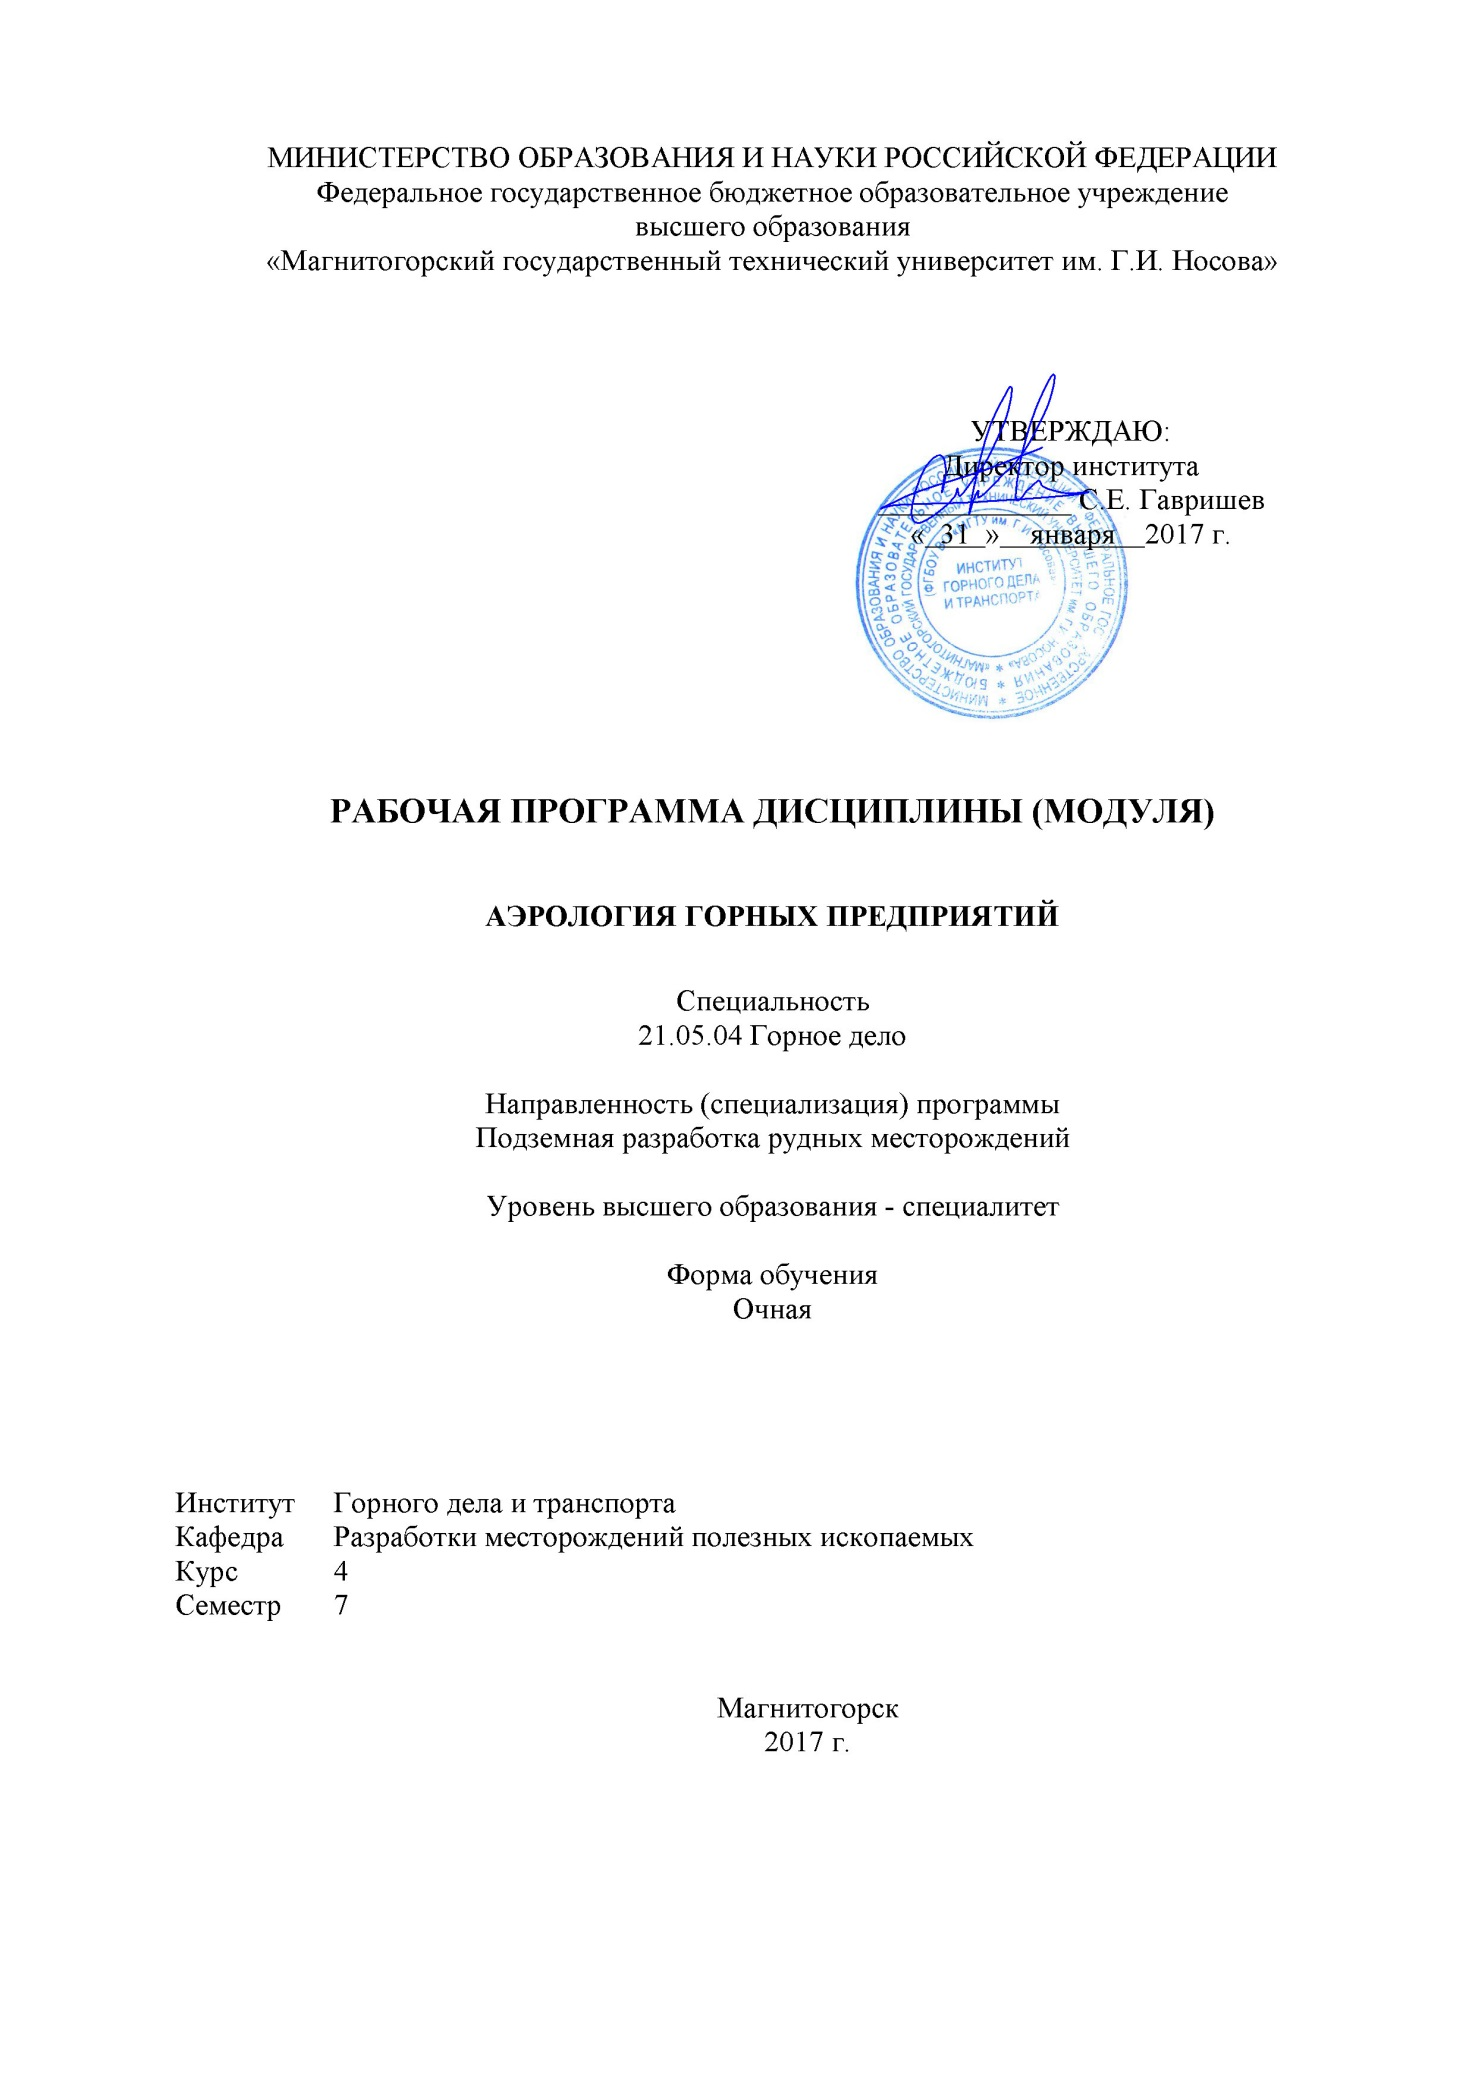 МИНИСТЕРСТВО ОБРАЗОВАНИЯ И НАУКИ РОССИЙСКОЙ ФЕДЕРАЦИИ
Федеральное государственное бюджетное образовательное учреждение
высшего образования
«Магнитогорский государственный технический университет им. Г.И. Носова»
УТВЕРЖДАЮ:
Директор института
С.Е. Гавришев
«31» января 2017 г.
ИНСТИТУТ
ГОРНОГО ДЕЛА
И ТРАНСПОРТА
РАБОЧАЯ ПРОГРАММА ДИСЦИПЛИНЫ (МОДУЛЯ)
АЭРОЛОГИЯ ГОРНЫХ ПРЕДПРИЯТИЙ
Специальность
21.05.04 Горное дело
Направленность (специализация) программы
Подземная разработка рудных месторождений
Уровень высшего образования - специалитет
Форма обучения
Очная
Институт Горного дела и транспорта
Кафедра Разработки месторождений полезных ископаемых
Курс 4
Семестр 7
Магнитогорск
2017 г.